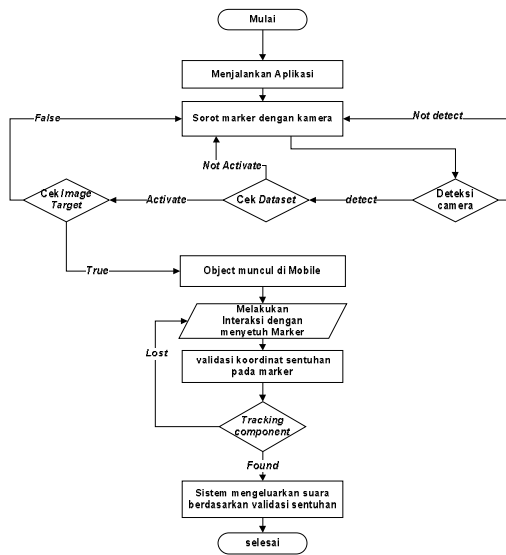 Mulai
Menjalankan Aplikasi
Sorot marker dengan kamera
False
Not detect
Not Activate
Cek Image
Target
Activate
Cek Dataset
detect
Deteksi
camera
True
Object muncul di Mobile
Melakukan
Interaksi dengan
menyetuh Marker
Lost
validasi koordinat sentuhan
pada marker
Tracking
component
Found
Sistem mengeluarkan suara
berdasarkan validasi sentuhan
selesai